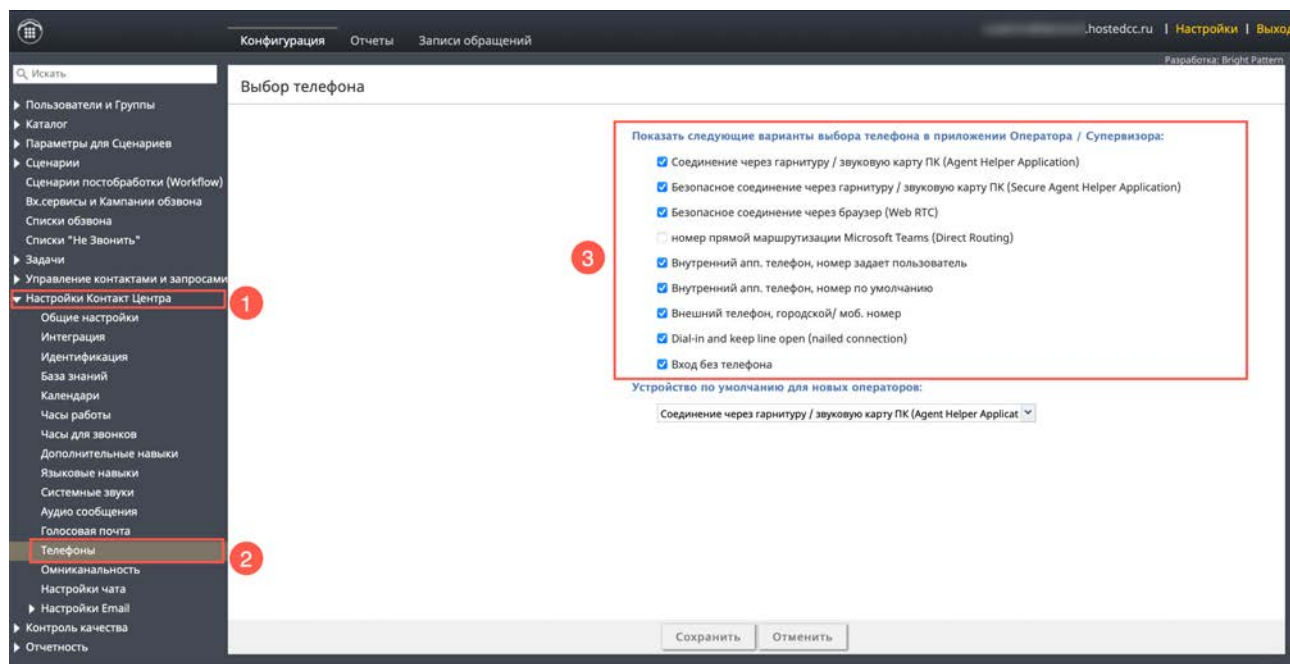 Конфигурация Отчеты Записи обращений
.hostedcc.ru | Настройки | Выход
Разработка: Bright Pattern
Искать
Пользователи и Группы
Каталог
Параметры для Сценариев
Сценарии
Сценарии постобработки (Workflow)
Вх.сервисы и Кампании обзвона
Списки обзвона
Списки "Не Звонить"
Задачи
Управление контактами и запросами
Настройки Контакт Центра
1
Общие настройки
Интеграция
Идентификация
База знаний
Календари
Часы работы
Часы для звонков
Дополнительные навыки
Языковые навыки
Системные звуки
Аудио сообщения
Голосовая почта
Телефоны
2
Омниканальность
Настройки чата
Настройки Email
Контроль качества
Отчетность
Выбор телефона
Показать следующие варианты выбора телефона в приложении Оператора / Супервизора:
Соединение через гарнитуру / звуковую карту ПК (Agent Helper Application)
Безопасное соединение через гарнитуру / звуковую карту ПК (Secure Agent Helper Application)
Безопасное соединение через браузер (Web RTC)
номер прямой маршрутизации Microsoft Teams (Direct Routing)
3
Внутренний апп. телефон, номер задает пользователь
Внутренний апп. телефон, номер по умолчанию
Внешний телефон, городской/ моб. номер
Dial-in and keep line open (nailed connection)
Вход без телефона
Устройство по умолчанию для новых операторов:
Соединение через гарнитуру / звуковую карту ПК (Agent Helper Applicat
Сохранить Отменить